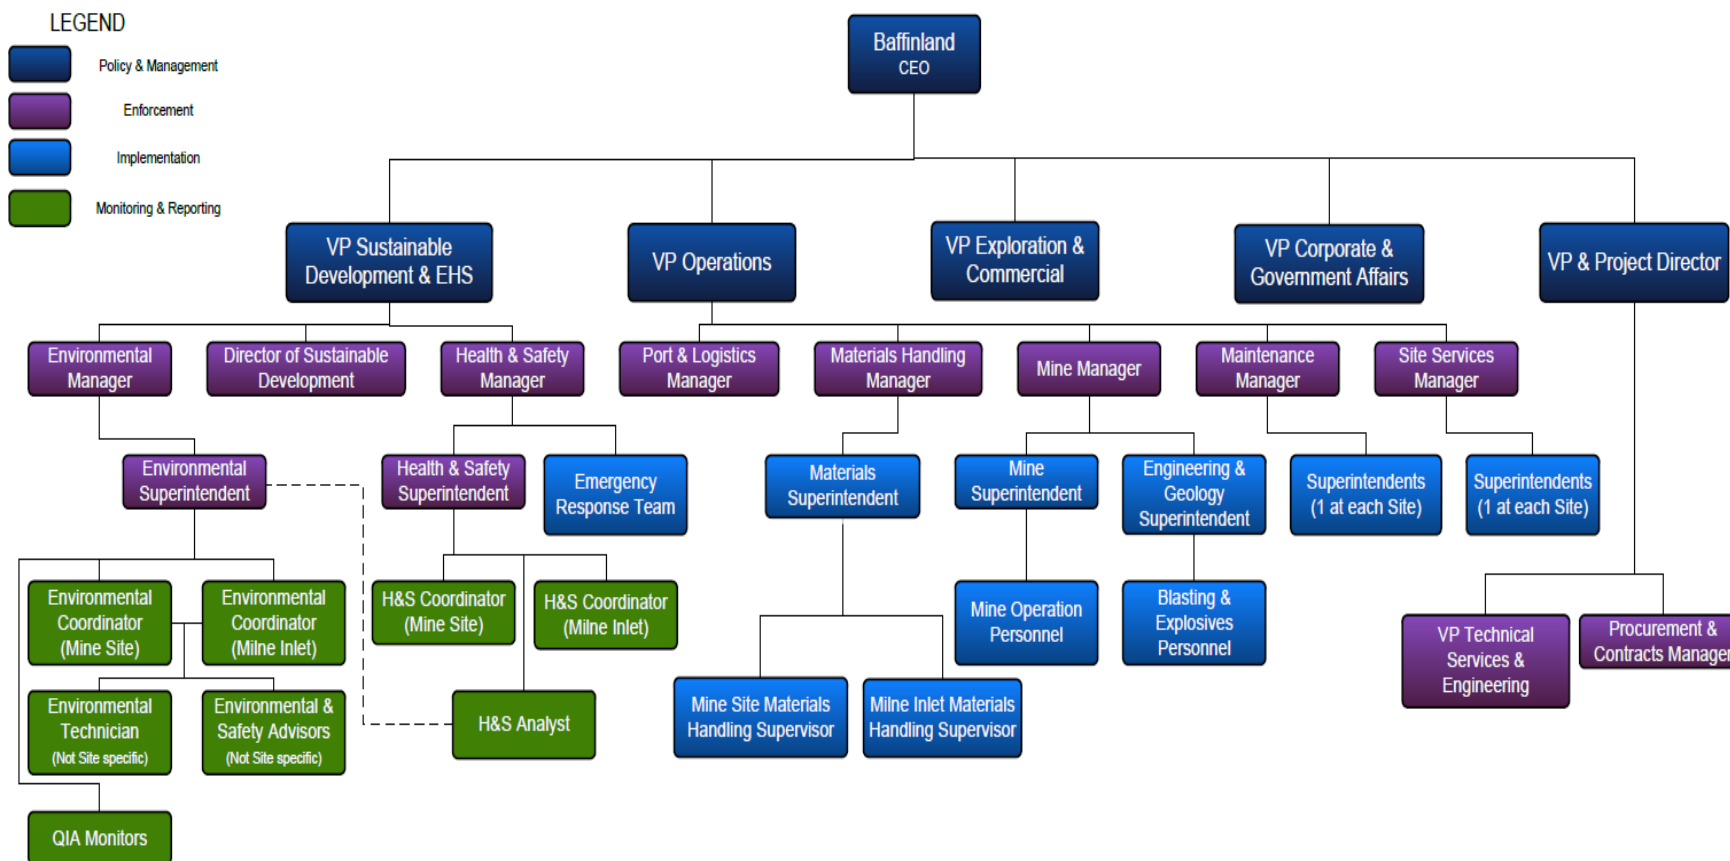 LEGEND
Policy & Management
Enforcement
Implementation
Monitoring & Reporting
Baffinland
CEO
VP Sustainable
Development & EHS
VP Operations
VP Exploration &
Commercial
VP Corporate &
Government Affairs
VP & Project Director
Environmental
Manager
Director of Sustainable
Development
Health & Safety
Manager
Port & Logistics
Manager
Materials Handling
Manager
Mine Manager
Maintenance
Manager
Site Services
Manager
Environmental
Superintendent
Health & Safety
Superintendent
Emergency
Response Team
Materials
Superintendent
Mine
Superintendent
Engineering &
Geology
Superintendent
Superintendents
(1 at each Site)
Superintendents
(1 at each Site)
Environmental
Coordinator
(Mine Site)
Environmental
Coordinator
(Milne Inlet)
H&S Coordinator
(Mine Site)
H&S Coordinator
(Milne Inlet)
Mine Operation
Personnel
Blasting &
Explosives
Personnel
VP Technical
Services &
Engineering
Procurement &
Contracts Manager
Environmental
Technician
(Not Site specific)
Environmental &
Safety Advisors
(Not Site specific)
H&S Analyst
Mine Site Materials
Handling Supervisor
Milne Inlet Materials
Handling Supervisor
QIA Monitors